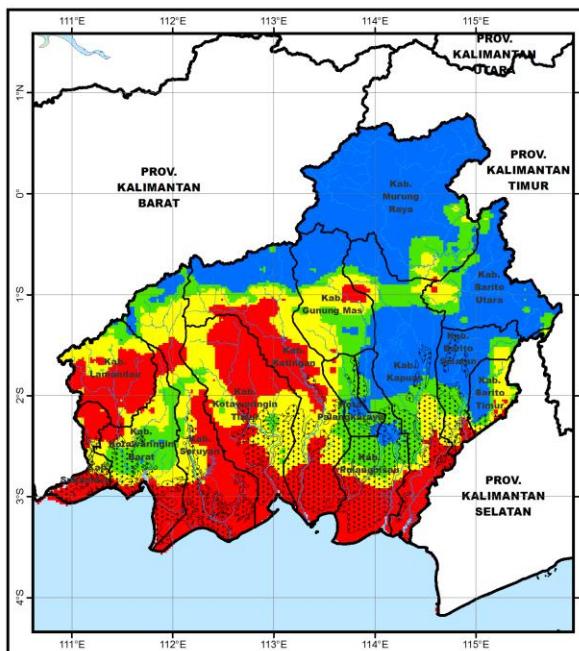 111°E 112°E 113°E 114°E 115°E
PROV.
KALIMANTAN
UTARA
1°N
PROV.
KALIMANTAN
BARAT
PROV.
KALIMANTAN
TIMUR
Kab.
Murung
Raya
0°
Kab.
Barito
Utara
1°S
Kab.
Gunung Mas
Kab.
Lamandau
Kab.
Katingan
Kab.
Kapuas
Kab.
Barito
Selatan
Kab.
Barito
Timur
2°S
Kab.
Kotawaringin
Timur
Palangkaraya
Kab.
Kotawaringin
Barat
Kab.
Seruyan
Kab.
3°S
PROV.
KALIMANTAN
SELATAN
4°S
111°E 112°E 113°E 114°E 115°E